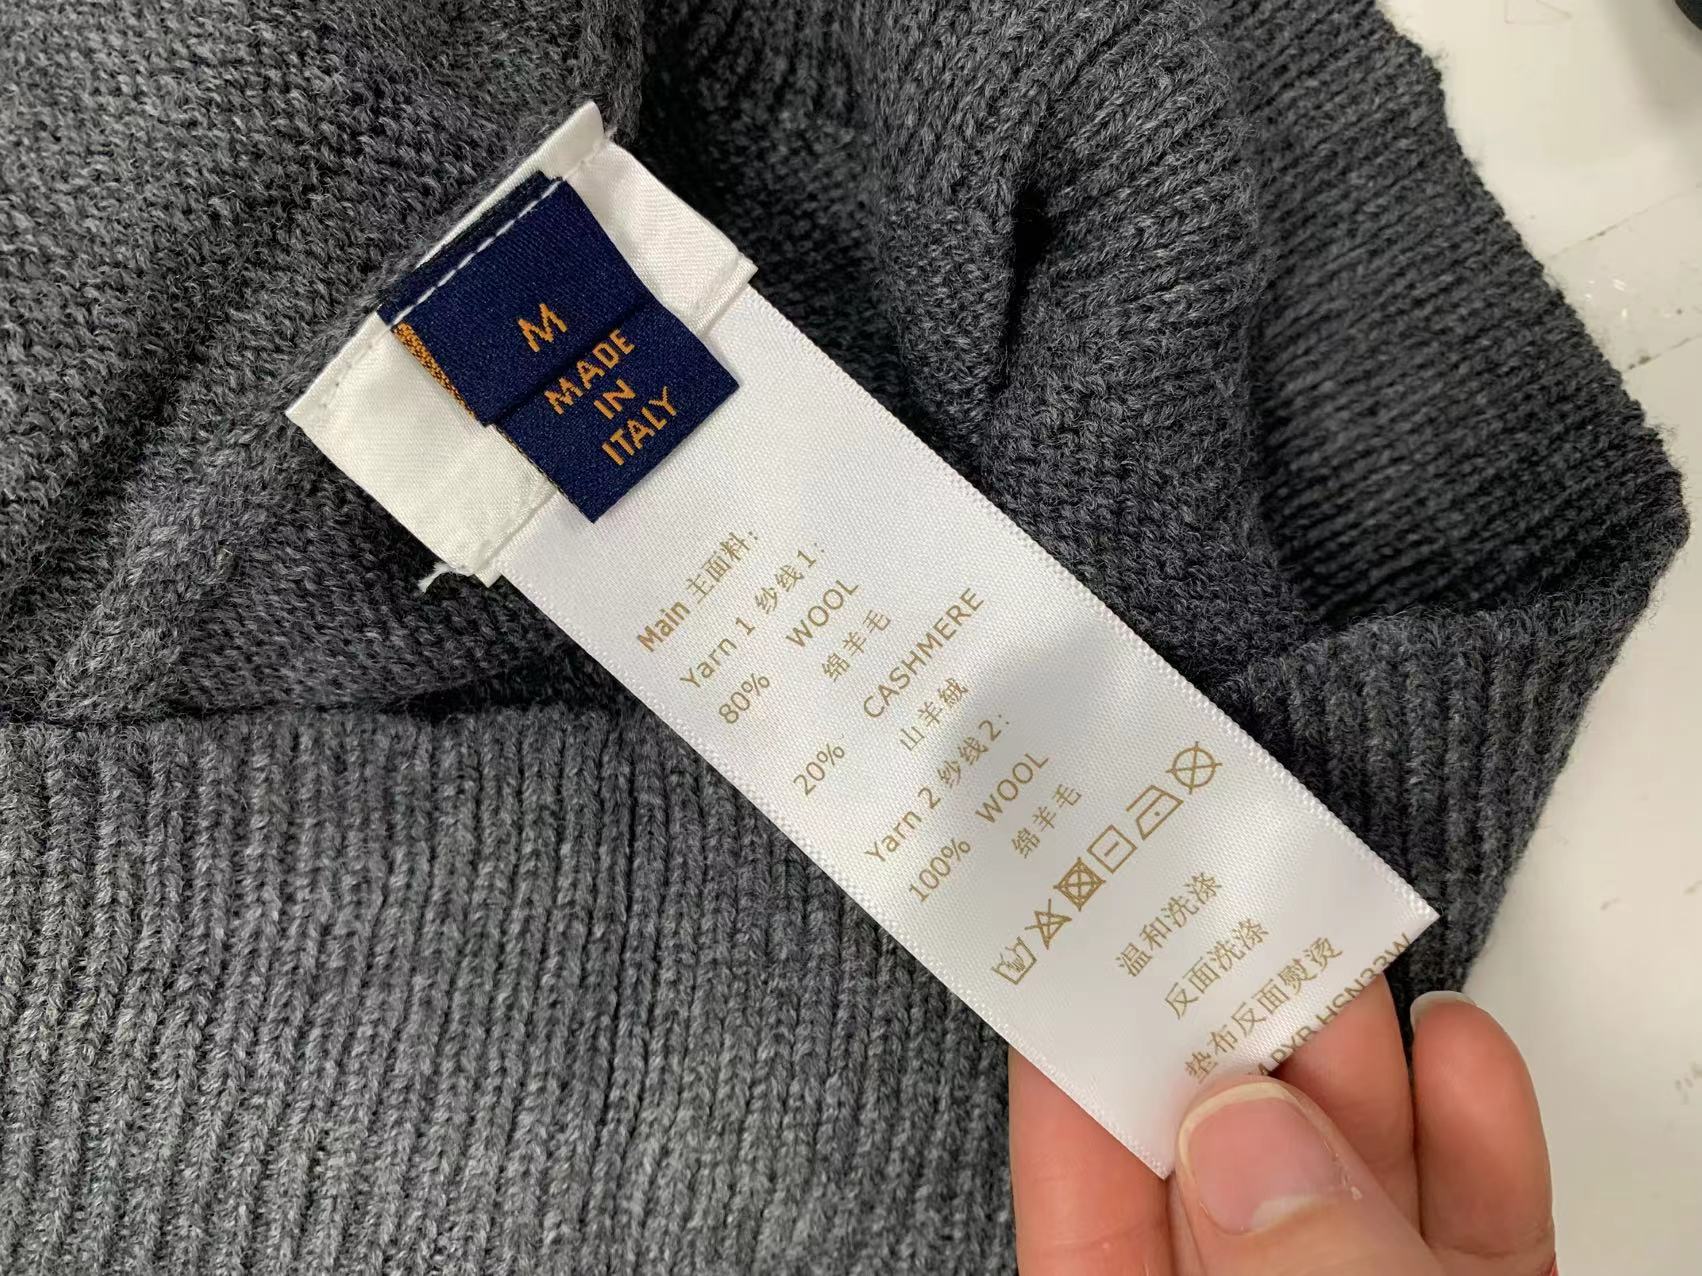 M
MADE
IN
ITALY
Main 主面料:
Yarn 1 纱线 1:
80% WOOL
绵羊毛
20% CASHMERE
山羊绒
Yarn 2 纱线 2:
100% WOOL
绵羊毛
温和洗涤
反面洗涤
垫布反面熨烫